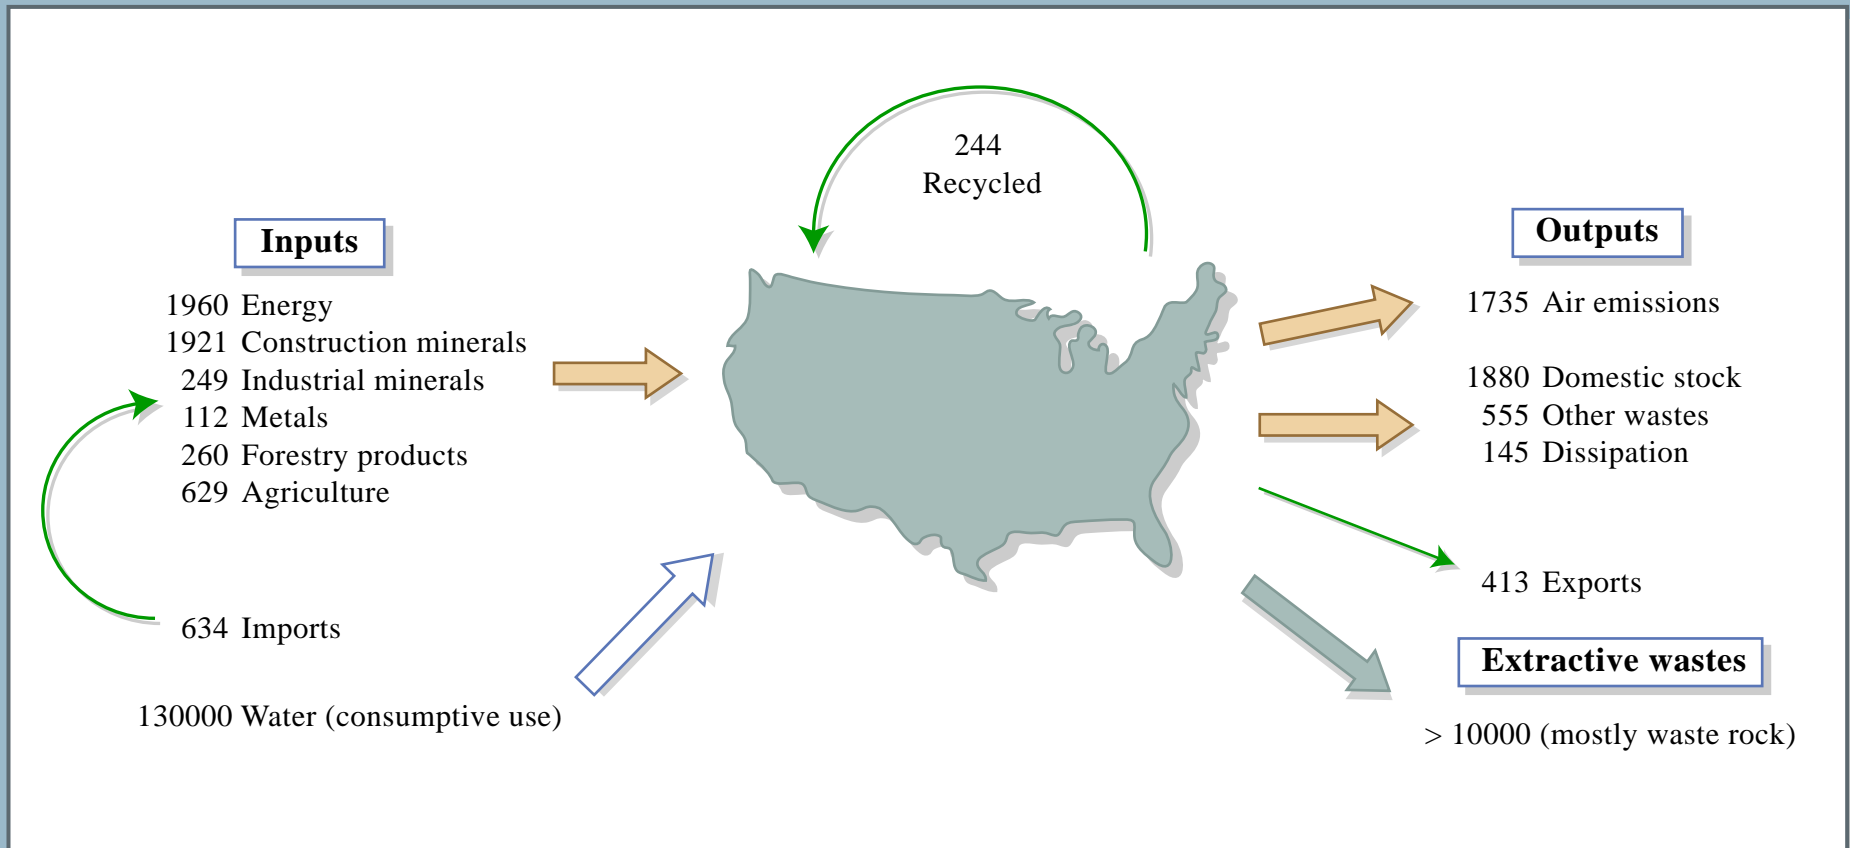 244
Recycled
Inputs
1960 Energy
1921 Construction minerals
249 Industrial minerals
112 Metals
260 Forestry products
629 Agriculture
634 Imports
130000 Water (consumptive use)
Outputs
1735 Air emissions
1880 Domestic stock
555 Other wastes
145 Dissipation
413 Exports
Extractive wastes
> 10000 (mostly waste rock)